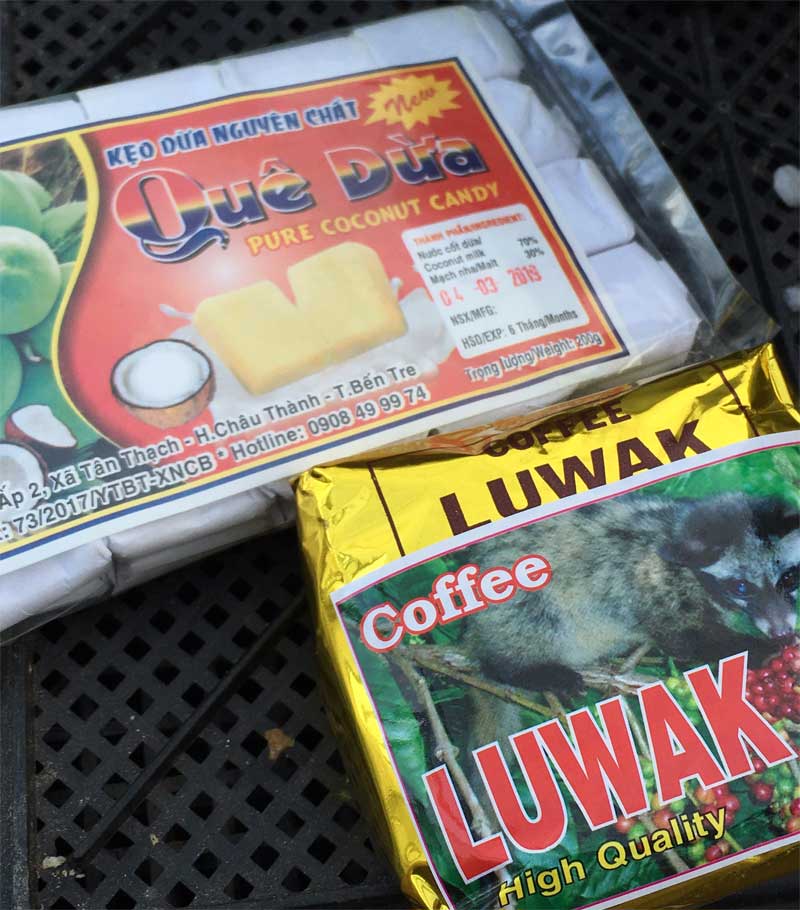 KẸO DỪA NGUYÊN CHẤT
New
Quê Dừa
PURE COCONUT CANDY
THÀNH PHẦN/INGREDIENT:
Nước cốt dừa/
Coconut milk 70%
Mạch nha/Malt 30%
04 -03- 2019
NSX/MFG:
HSD/EXP: 6 Tháng/Months
Trọng lượng/Weight: 200g
Ấp 2, Xã Tân Thạch - H.Châu Thành - T.Bến Tre
: 73/2017/YTBT-XNCB * Hotline: 0908 49 99 74
COFFEE
LUWAK
Coffee
LUWAK
High Quality